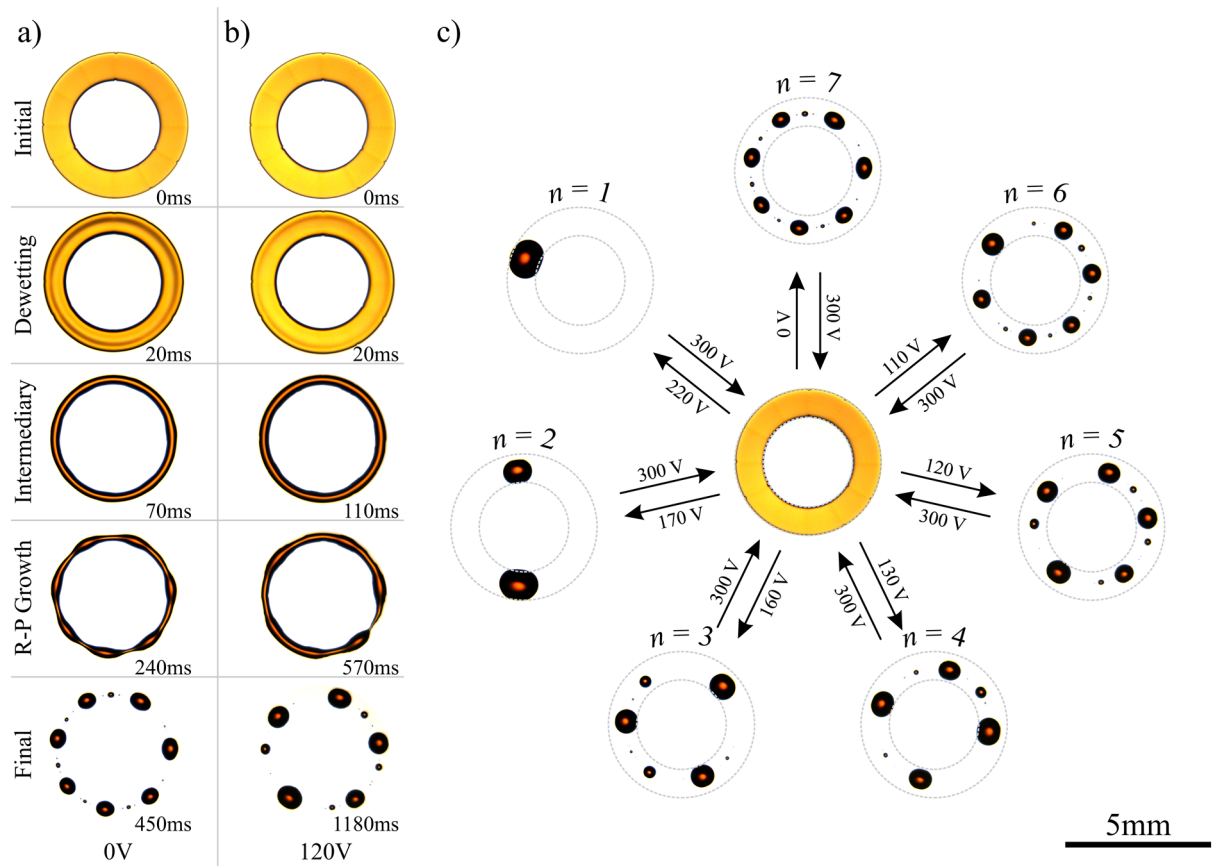 a)
b)
c)
Initial
0ms
0ms
Dewetting
20ms
20ms
Intermediary
70ms
110ms
R-P Growth
240ms
570ms
Final
450ms
1180ms
0V
120V
n = 7
0 V
300 V
n = 6
110 V
300 V
n = 5
120 V
300 V
n = 4
130 V
300 V
n = 3
300 V
160 V
n = 2
300 V
170 V
n = 1
300 V
220 V
5mm